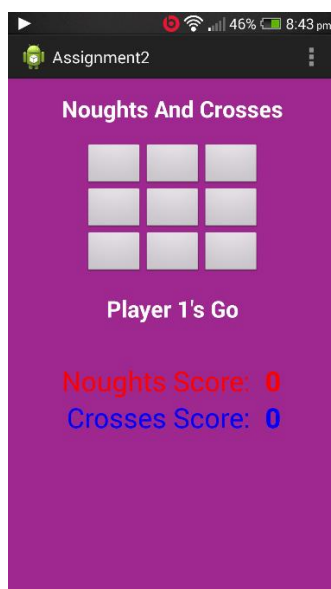 46% 8:43 pm
Assignment2
Noughts And Crosses
Player 1's Go
Noughts Score: 0
Crosses Score: 0